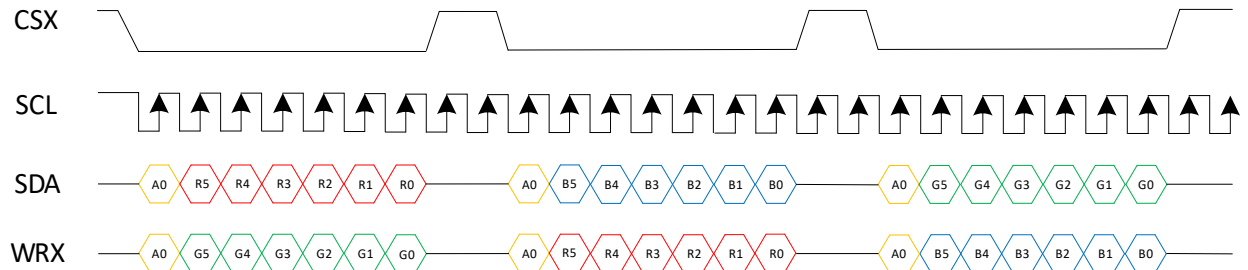 CSX
SCL
SDA A0 R5 R4 R3 R2 R1 R0 A0 B5 B4 B3 B2 B1 B0 A0 G5 G4 G3 G2 G1 G0
WRX A0 G5 G4 G3 G2 G1 G0 A0 R5 R4 R3 R2 R1 R0 A0 B5 B4 B3 B2 B1 B0